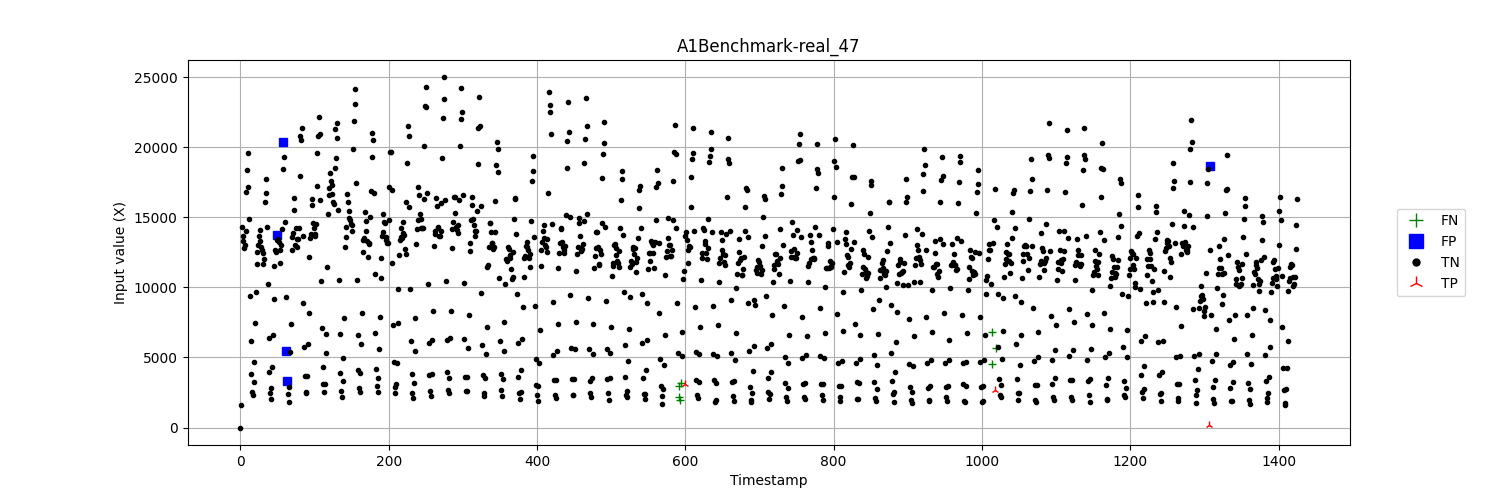 A1Benchmark-real_47
25000
20000
15000
10000
5000
0
Input value (X)
0 200 400 600 800 1000 1200 1400
Timestamp
FN
FP
TN
TP